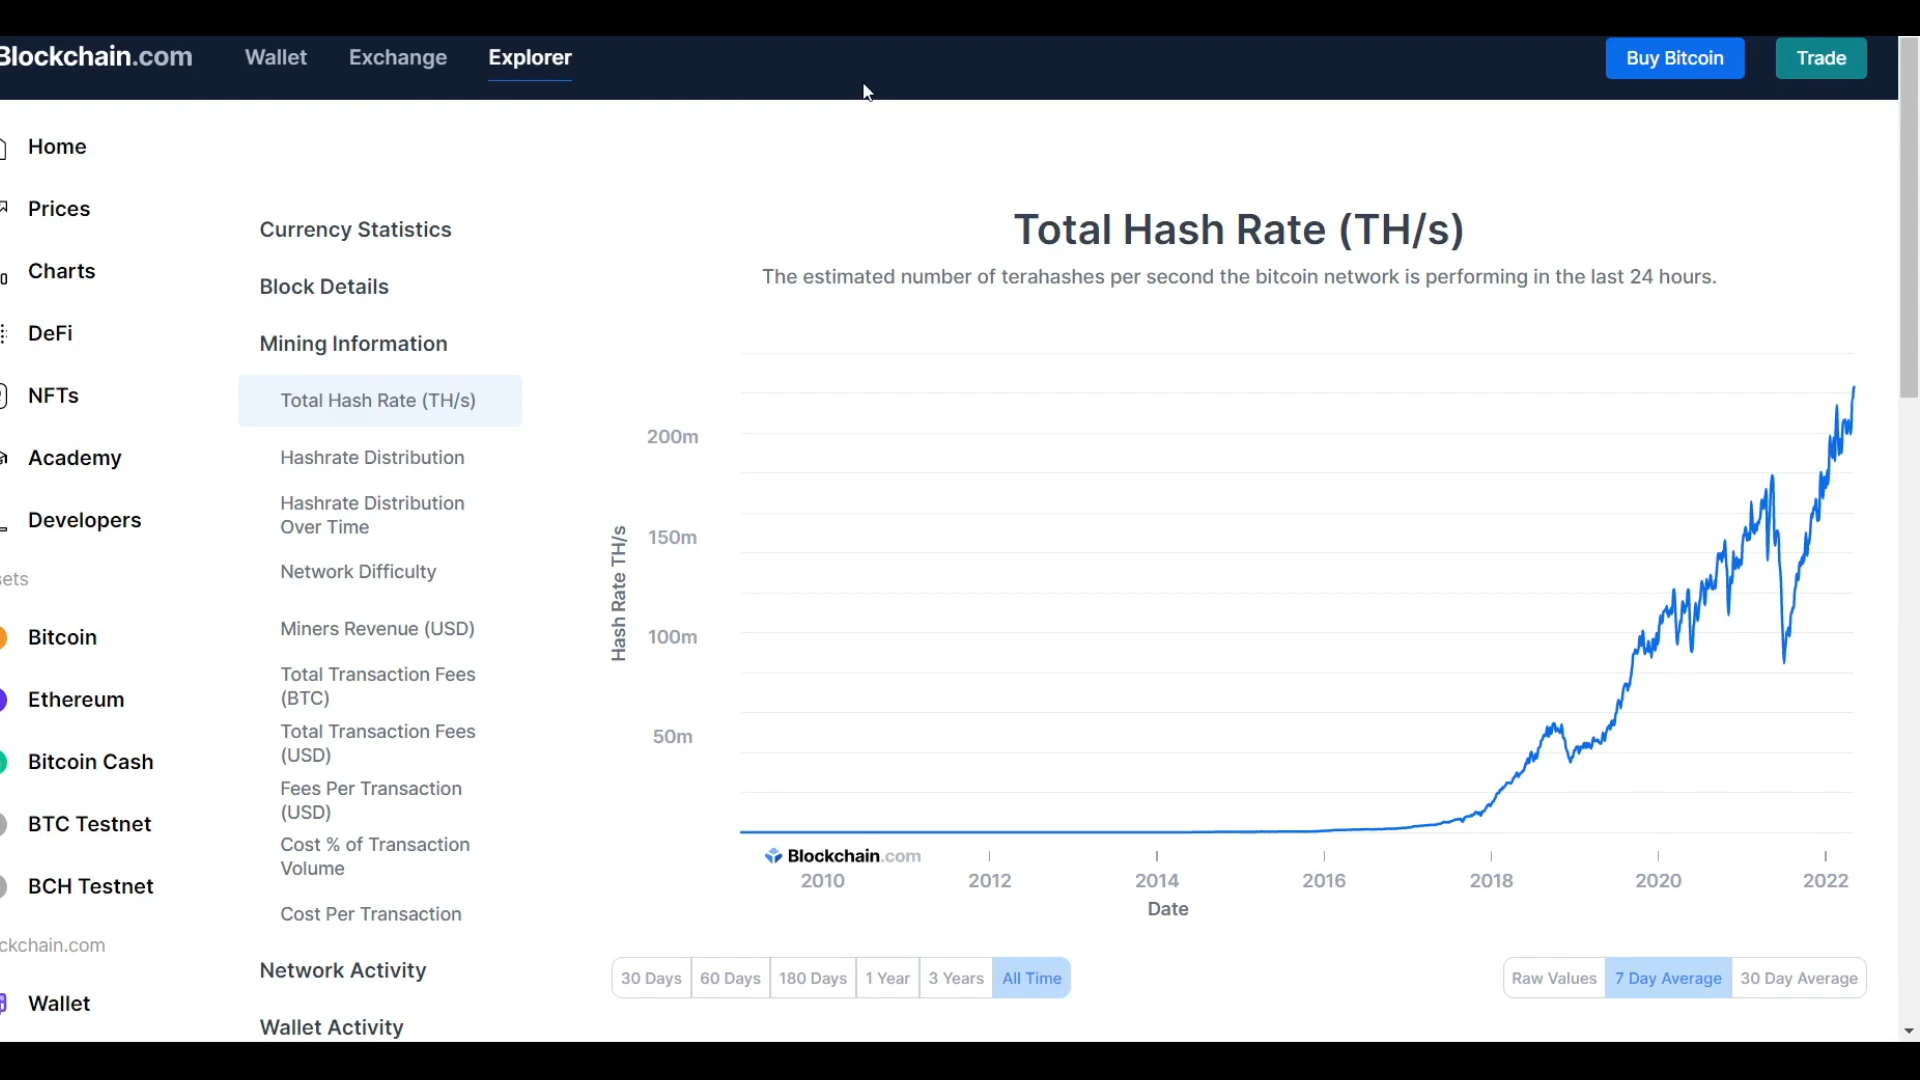 Blockchain.com
Wallet
Exchange
Explorer
Buy Bitcoin
Trade
Home
Prices
Charts
DeFi
NFTs
Academy
Developers
sets
Bitcoin
Ethereum
Bitcoin Cash
BTC Testnet
BCH Testnet
ckchain.com
Wallet
Currency Statistics
Block Details
Mining Information
Total Hash Rate (TH/s)
Hashrate Distribution
Hashrate Distribution
Over Time
Network Difficulty
Miners Revenue (USD)
Total Transaction Fees
(BTC)
Total Transaction Fees
(USD)
Fees Per Transaction
(USD)
Cost % of Transaction
Volume
Cost Per Transaction
Network Activity
Wallet Activity
Total Hash Rate (TH/s)
The estimated number of terahashes per second the bitcoin network is performing in the last 24 hours.
Hash Rate TH/s
200m
150m
100m
50m
Blockchain.com
2010
2012
2014
2016
2018
2020
2022
Date
30 Days
60 Days
180 Days
1 Year
3 Years
All Time
Raw Values
7 Day Average
30 Day Average